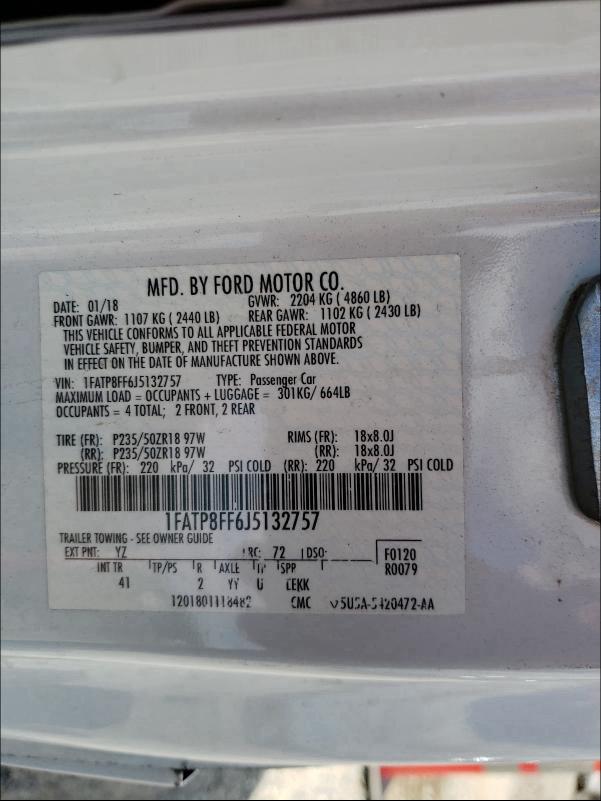 MFD. BY FORD MOTOR CO.
DATE: 01/18 GVWR: 2204 KG ( 4860 LB)
FRONT GAWR: 1107 KG ( 2440 LB) REAR GAWR: 1102 KG ( 2430 LB)
THIS VEHICLE CONFORMS TO ALL APPLICABLE FEDERAL MOTOR
VEHICLE SAFETY, BUMPER, AND THEFT PREVENTION STANDARDS
IN EFFECT ON THE DATE OF MANUFACTURE SHOWN ABOVE.
VIN: 1FATP8FF6J5132757 TYPE: Passenger Car
MAXIMUM LOAD = OCCUPANTS + LUGGAGE = 301KG/ 664LB
OCCUPANTS = 4 TOTAL; 2 FRONT, 2 REAR
TIRE (FR): P235/50ZR18 97W RIMS (FR): 18x8.0J
(RR): P235/50ZR18 97W (RR): 18x8.0J
PRESSURE (FR): 220 kPa/ 32 PSI COLD (RR): 220 kPa/ 32 PSI COLD
1FATP8FF6J5132757
TRAILER TOWING - SEE OWNER GUIDE
EXT PNT: YZ RC: 72 DSO: F0120
INT TR TP/PS R AXLE SPP R0079
41 2 YY
1201801118482 CMC